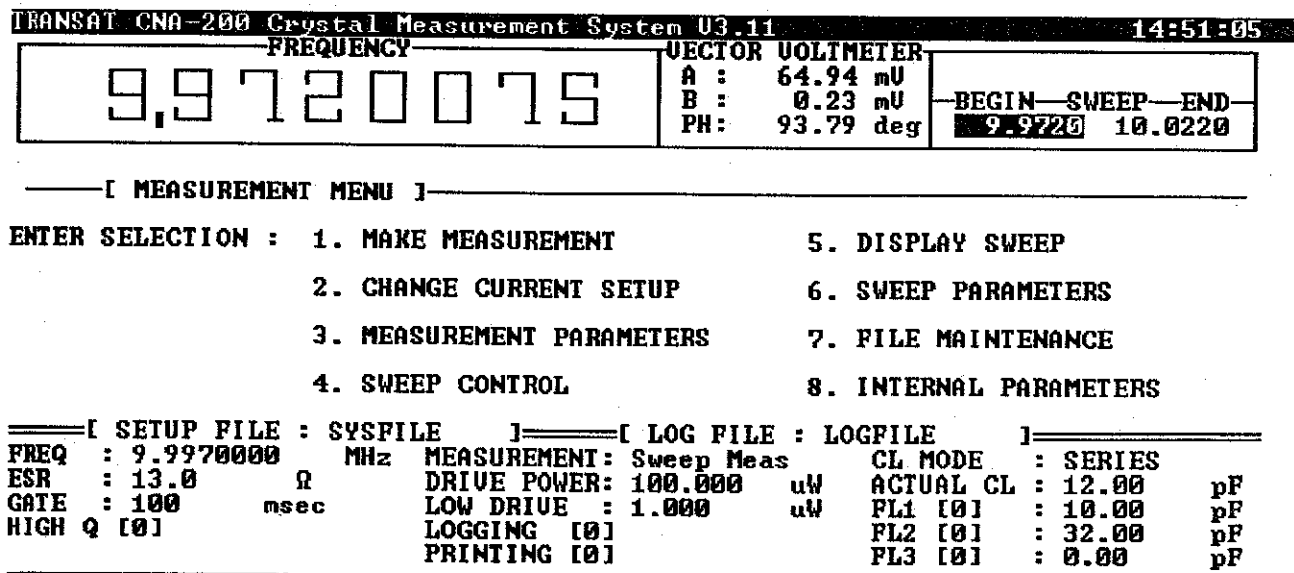 TRANSAT CNA-200 Crystal Measurement System V3.11 14:51:05
FREQUENCY
9.9720075
VECTOR VOLTMETER
A : 64.94 mV
B : 0.23 mV
PH: 93.79 deg
BEGIN SWEEP END
9.9720 10.0220
[ MEASUREMENT MENU ]
ENTER SELECTION : 1. MAKE MEASUREMENT 5. DISPLAY SWEEP
2. CHANGE CURRENT SETUP 6. SWEEP PARAMETERS
3. MEASUREMENT PARAMETERS 7. FILE MAINTENANCE
4. SWEEP CONTROL 8. INTERNAL PARAMETERS
[ SETUP FILE : SYSFILE ] [ LOG FILE : LOGFILE ]
FREQ : 9.9970000 MHz MEASUREMENT: Sweep Meas CL MODE : SERIES
ESR : 13.0 Ω DRIVE POWER: 100.000 uW ACTUAL CL : 12.00 pF
GATE : 100 msec LOW DRIVE : 1.000 uW FL1 [0] : 10.00 pF
HIGH Q [0] LOGGING [0] FL2 [0] : 32.00 pF
PRINTING [0] FL3 [0] : 0.00 pF